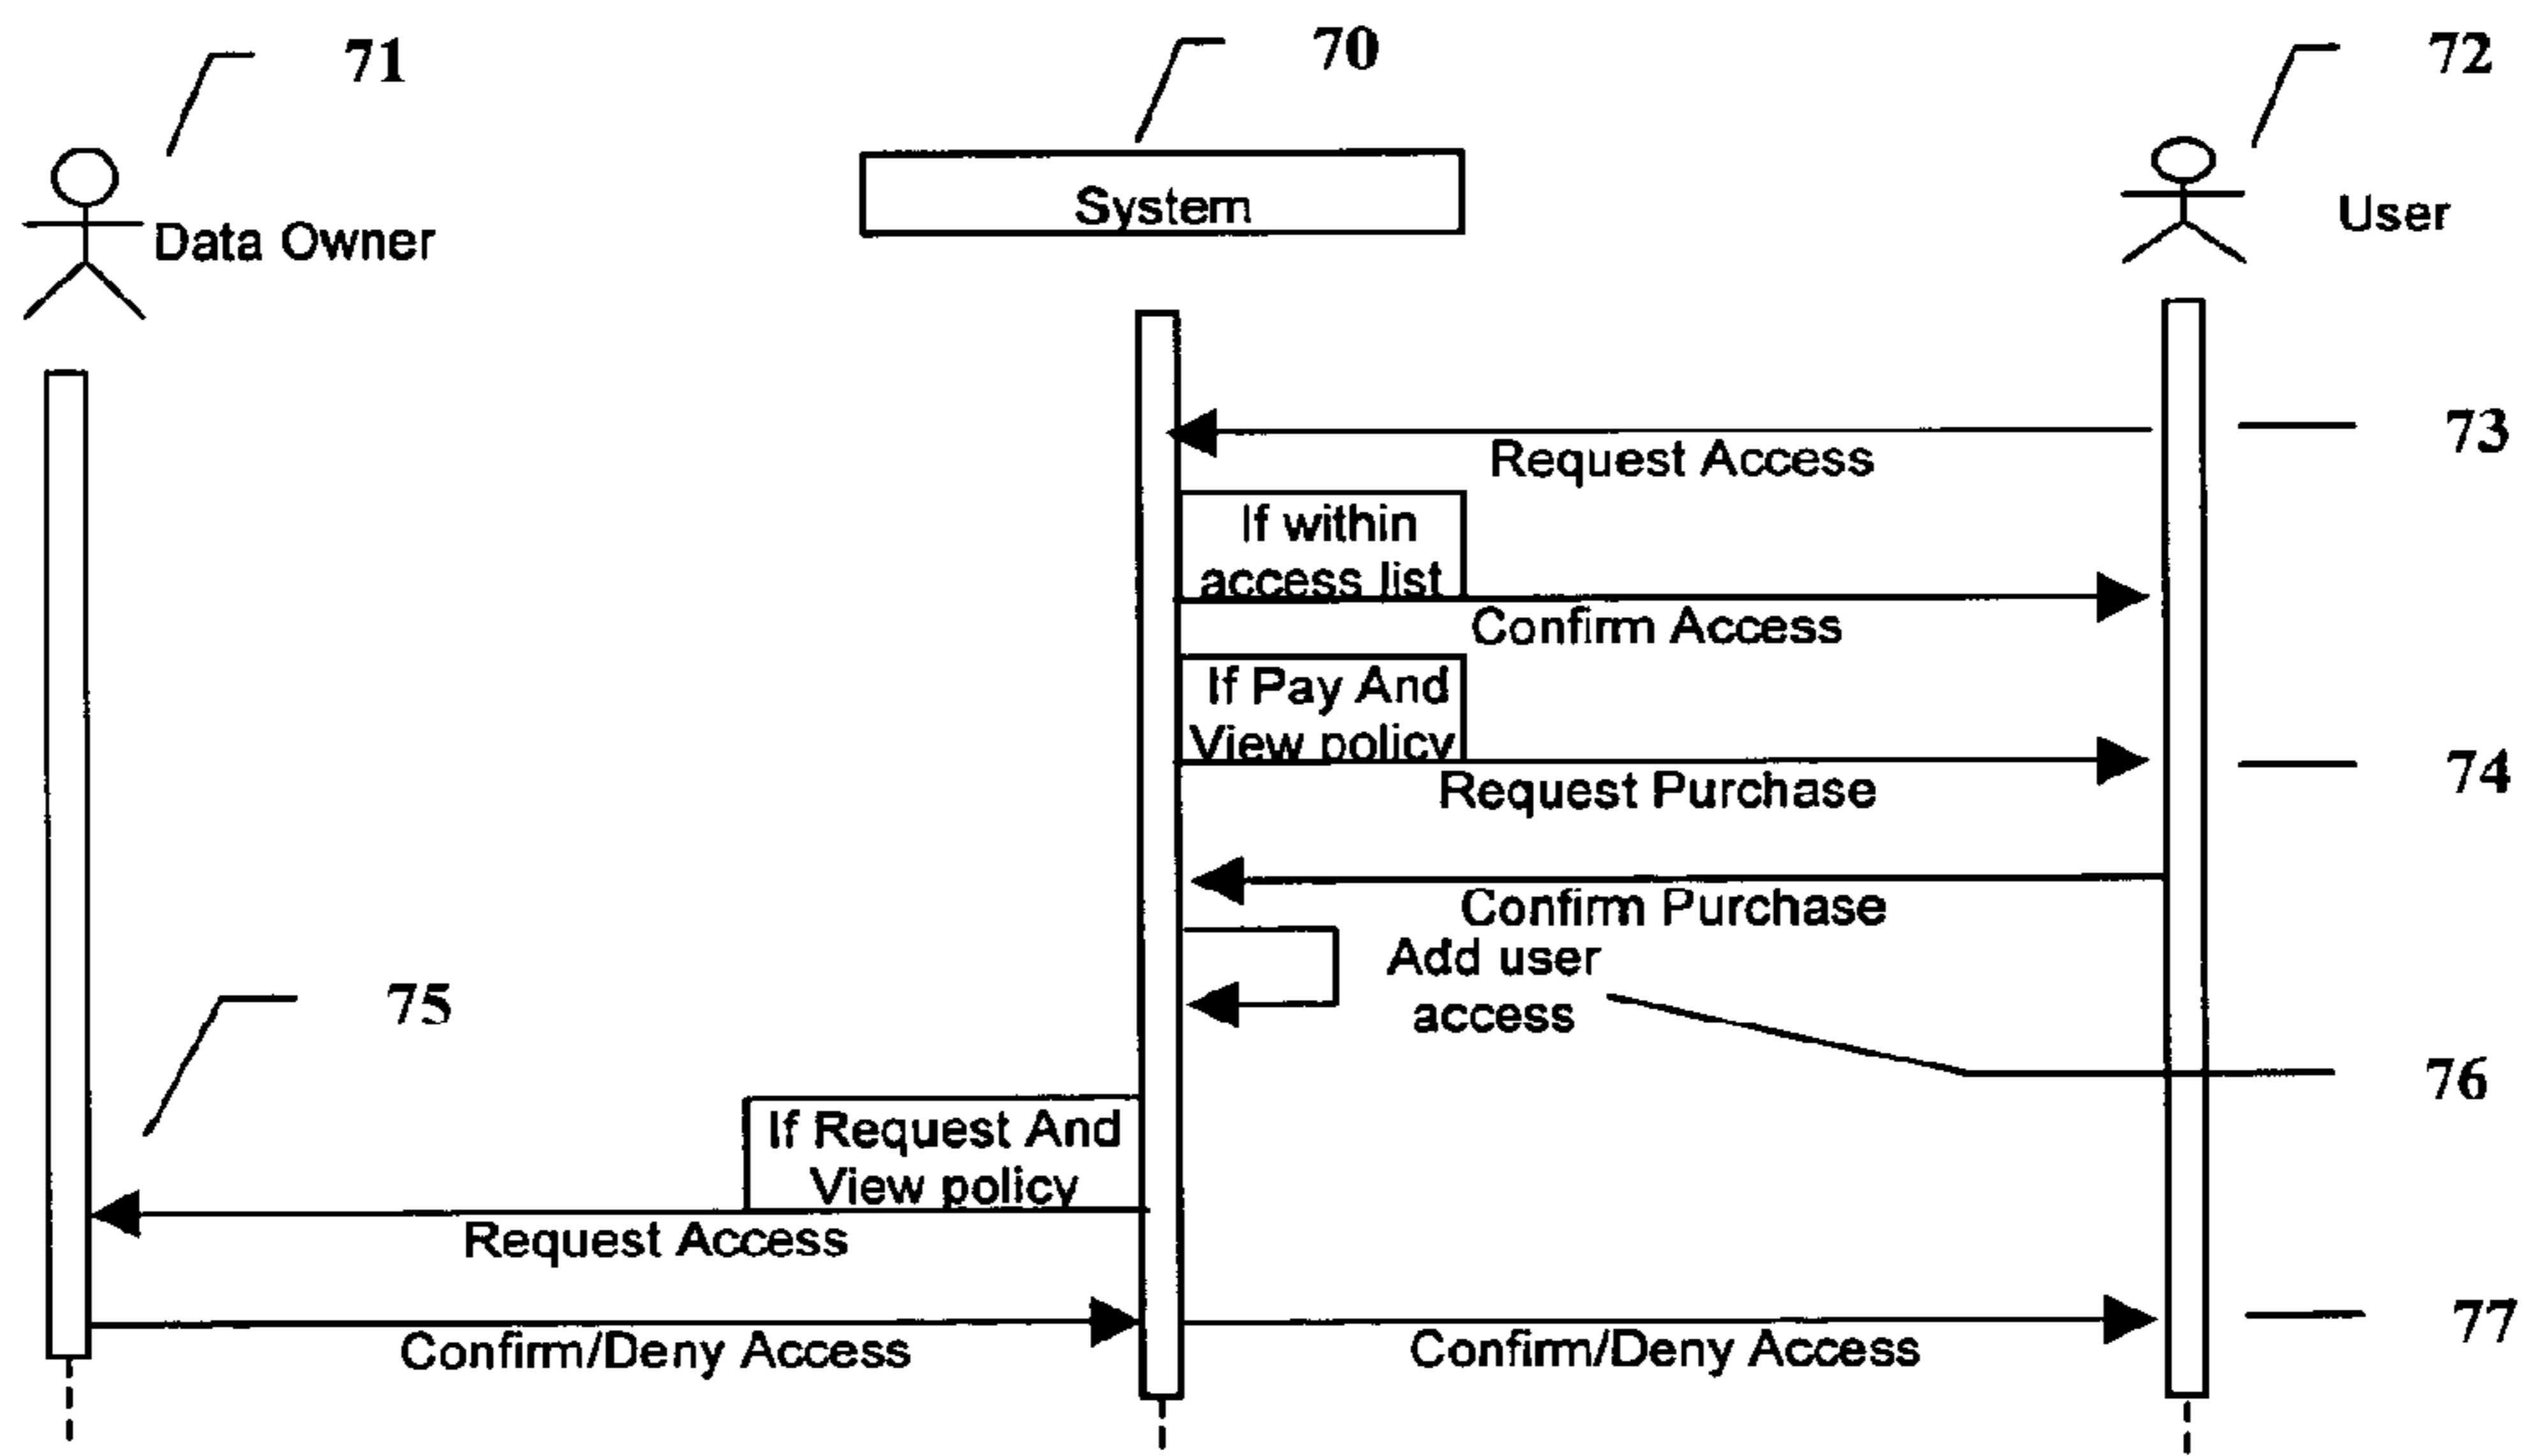 71
70
72
Data Owner
System
User
73
Request Access
If within
access list
Confirm Access
If Pay And
View policy
74
Request Purchase
Confirm Purchase
Add user
access
75
76
If Request And
View policy
Request Access
77
Confirm/Deny Access
Confirm/Deny Access